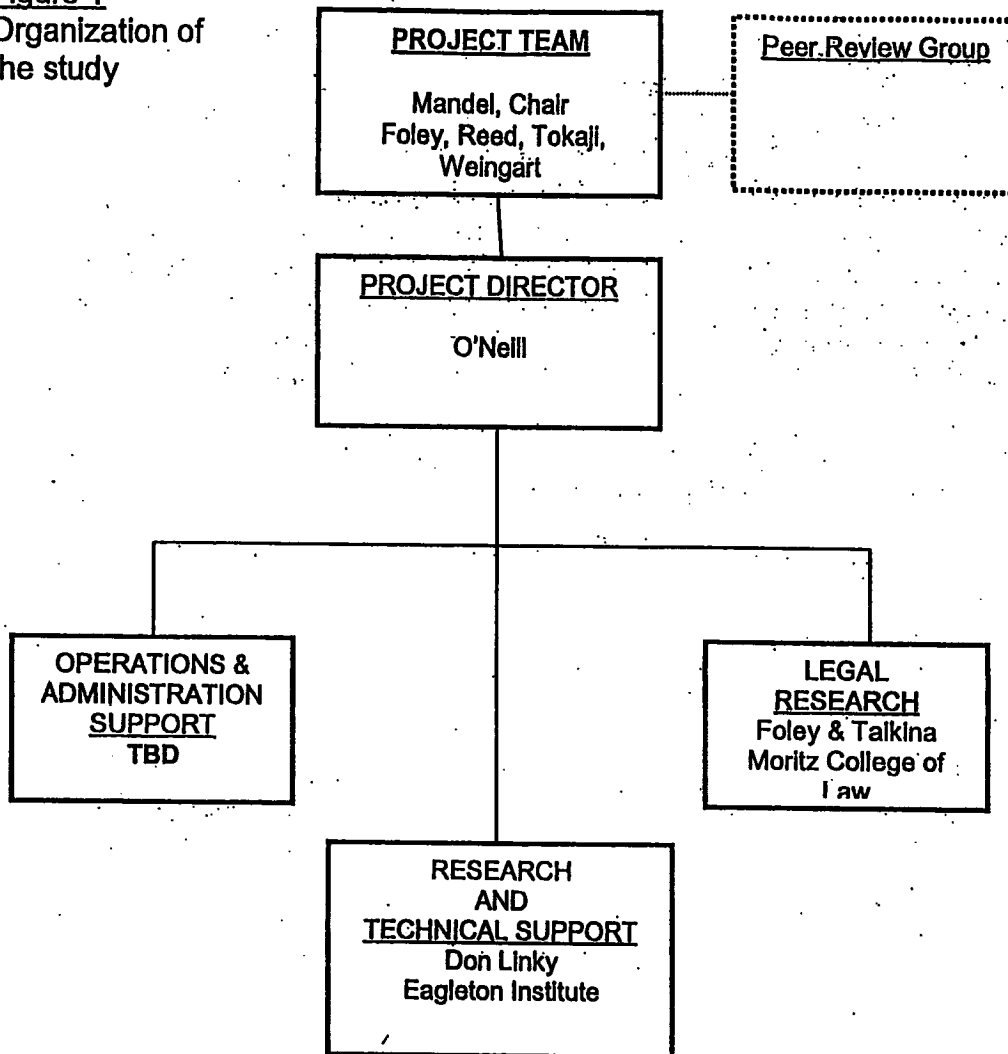 Figure 1
Organization of
the study
PROJECT TEAM
Mandel, Chair
Foley, Reed, Tokaji,
Weingart
Peer Review Group
PROJECT DIRECTOR
O'Neill
OPERATIONS &
ADMINISTRATION
SUPPORT
TBD
LEGAL
RESEARCH
Foley & Talkina
Moritz College of
Law
RESEARCH
AND
TECHNICAL SUPPORT
Don Linky
Eagleton Institute